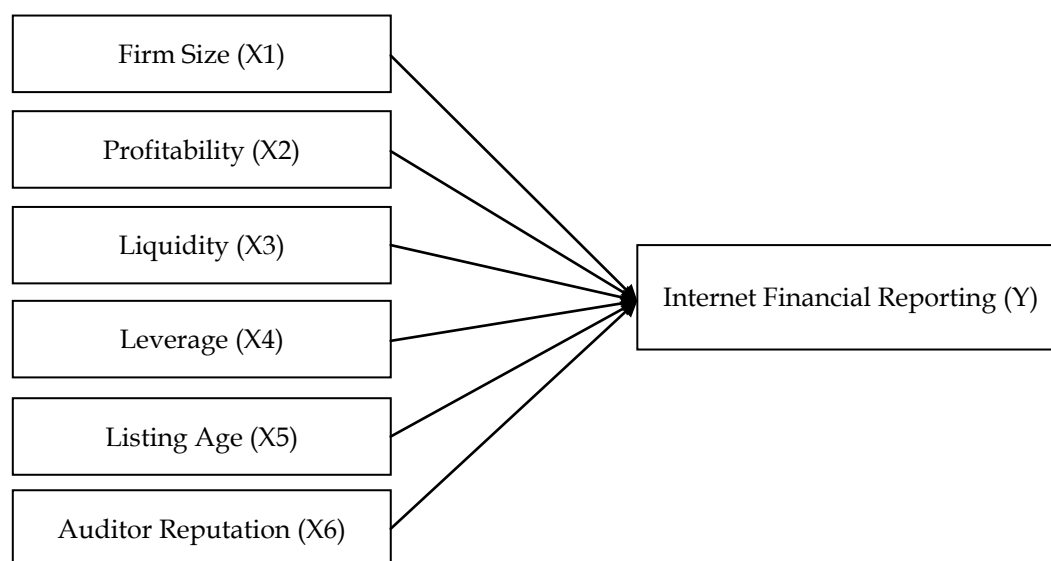 Firm Size (X1)
Profitability (X2)
Liquidity (X3)
Internet Financial Reporting (Y)
Leverage (X4)
Listing Age (X5)
Auditor Reputation (X6)